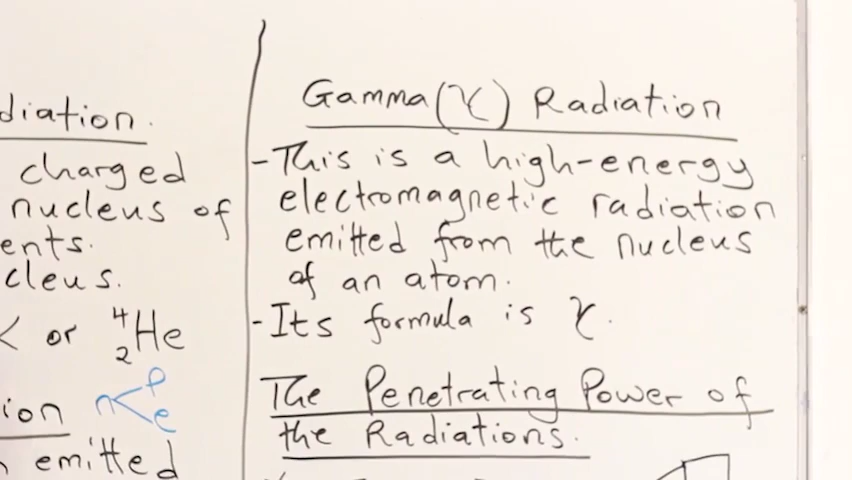 diation.
charged
nucleus of
ents.
cleus.
or ⁴₂He
ion n p e
emitted
Gamma (γ) Radiation
- This is a high-energy
electromagnetic radiation
emitted from the nucleus
of an atom.
- Its formula is γ.
The Penetrating Power of
the Radiations.